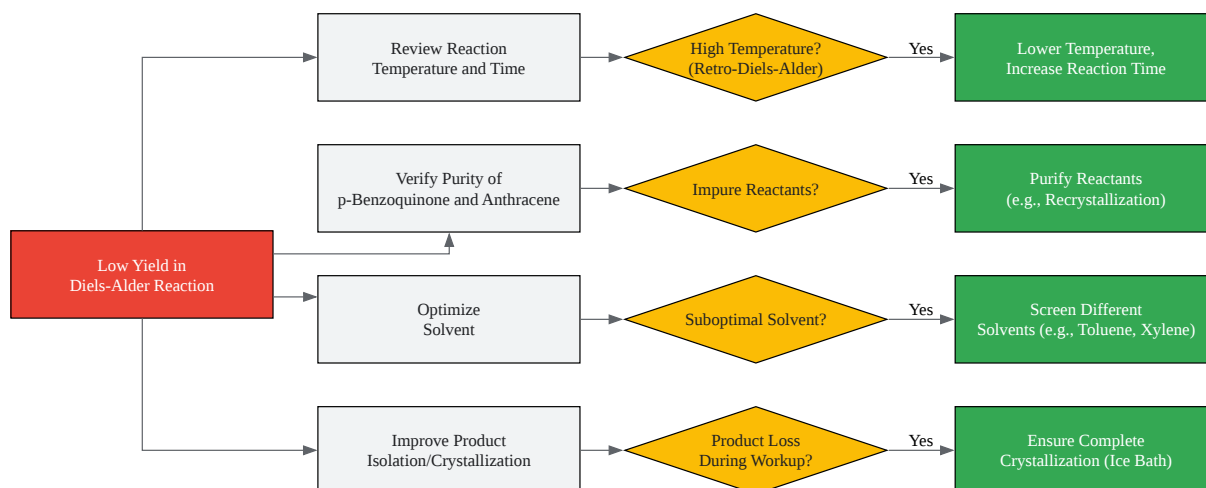 Review Reaction
Temperature and Time
High Temperature?
(Retro-Diels-Alder)
Yes
Lower Temperature,
Increase Reaction Time
Verify Purity of
p-Benzoquinone and Anthracene
Impure Reactants?
Yes
Purify Reactants
(e.g., Recrystallization)
Low Yield in
Diels-Alder Reaction
Optimize
Solvent
Suboptimal Solvent?
Yes
Screen Different
Solvents (e.g., Toluene, Xylene)
Improve Product
Isolation/Crystallization
Product Loss
During Workup?
Yes
Ensure Complete
Crystallization (Ice Bath)